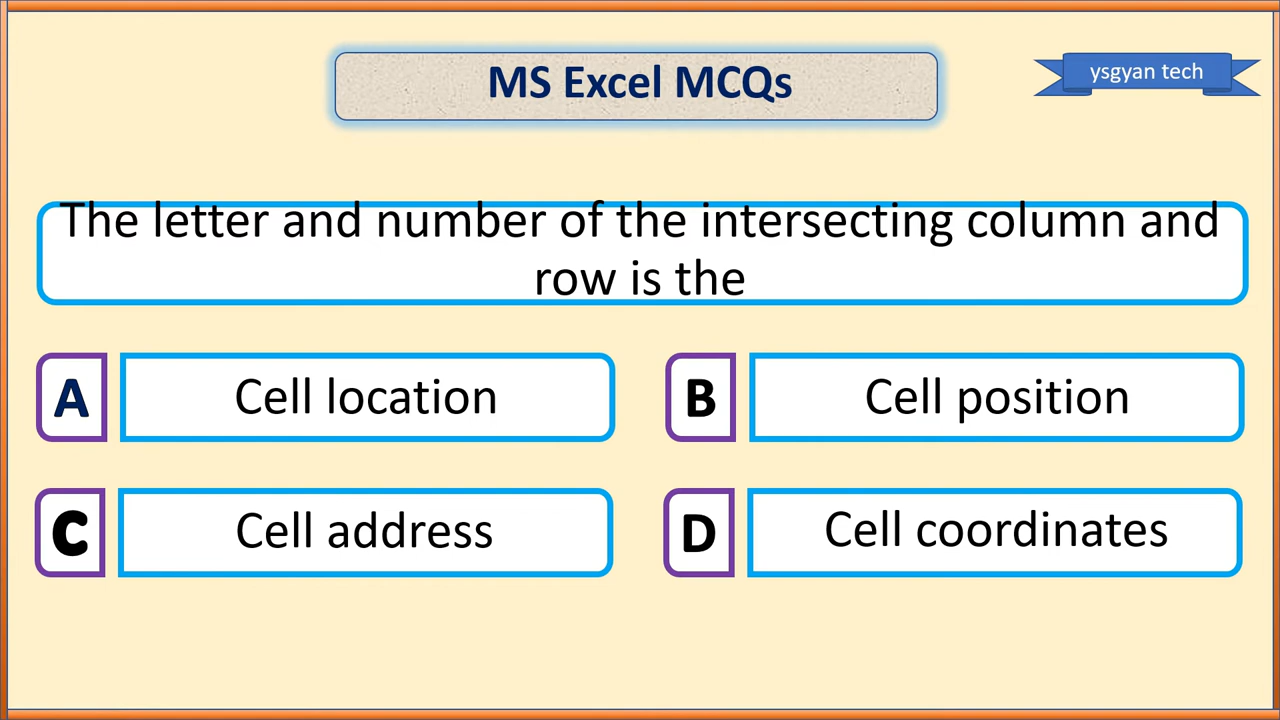 MS Excel MCQs
ysgyan tech
The letter and number of the intersecting column and
row is the
A
Cell location
B
Cell position
C
Cell address
D
Cell coordinates